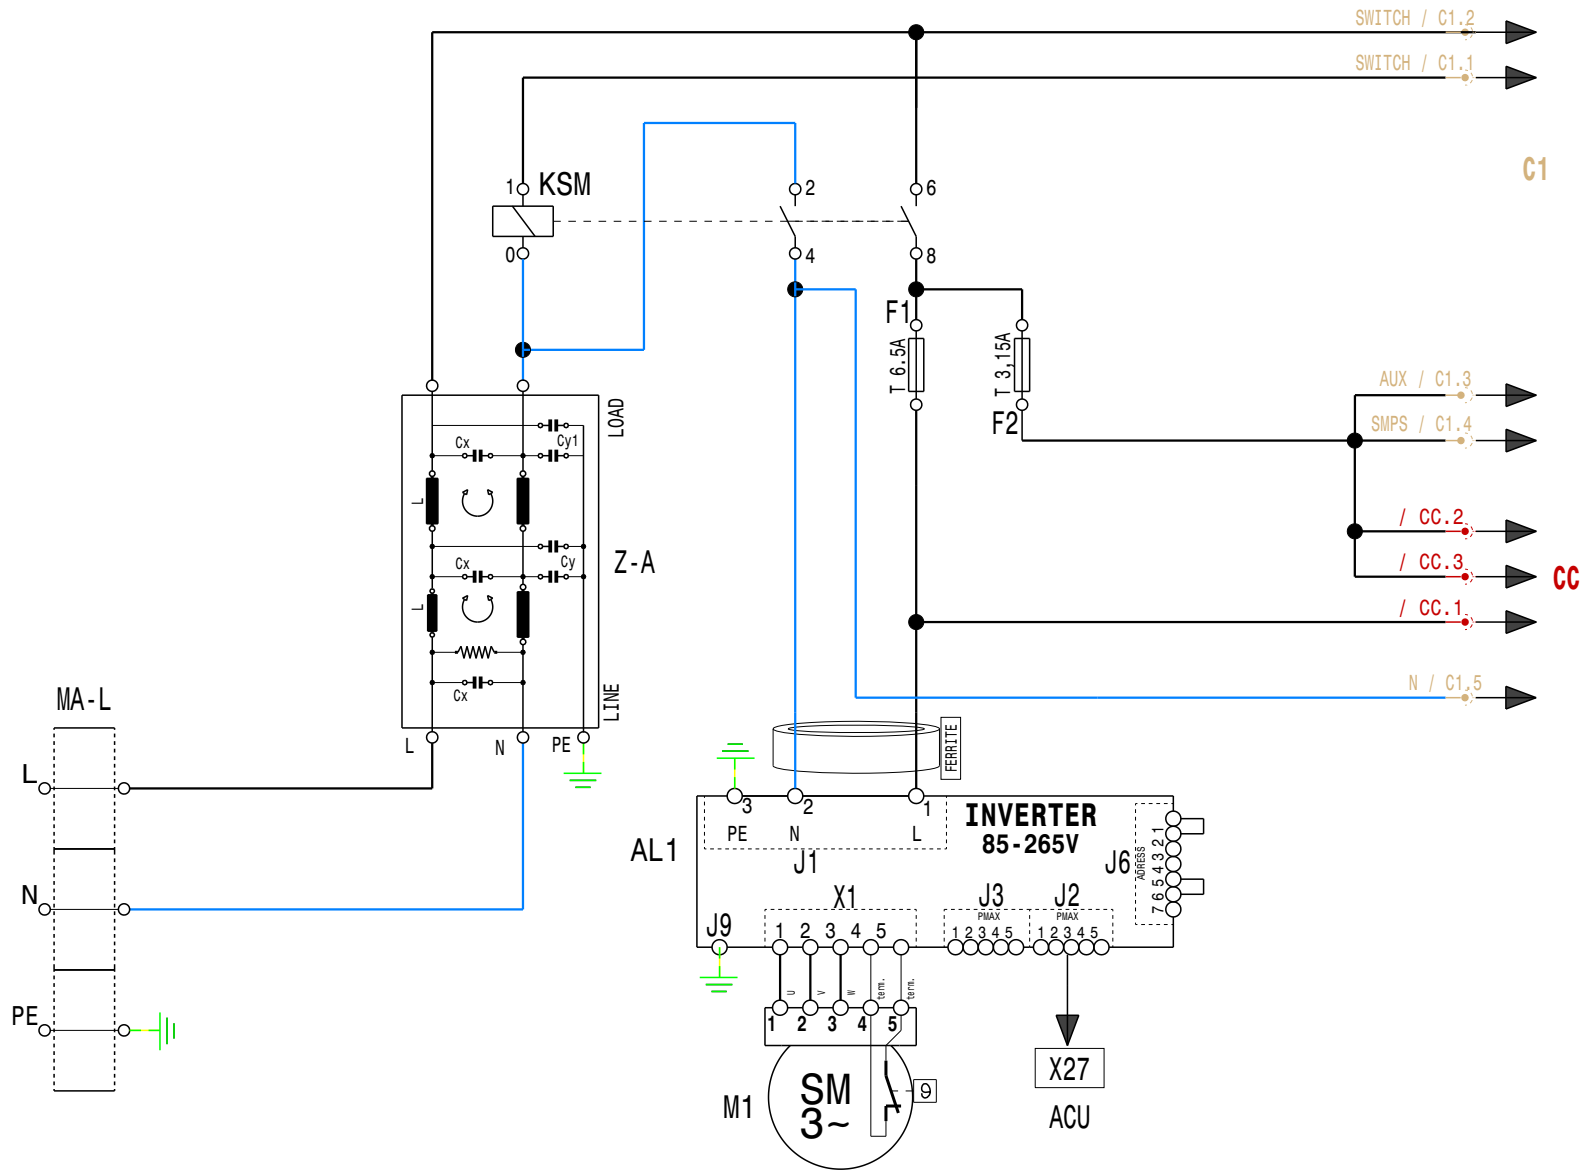 SWITCH / C1.2
SWITCH / C1.1
C1
1
KSM
2
6
0
4
8
F1
T 6.5A
T 3,15A
F2
AUX / C1.3
SMPS / C1.4
/ CC.2
/ CC.3
CC
/ CC.1
N / C1.5
LOAD
Cx
Cy1
L
Cx
Cy
Z-A
L
Cx
LINE
L
N
PE
MA-L
L
N
PE
FERRITE
3
2
1
PE
N
L
INVERTER
85-265V
AL1
J1
J6
ADRESS
7 6 5 4 3 2 1
X1
J3
PMAX
J2
PMAX
J9
1 2 3 4 5
1 2 3 4 5
1 2 3 4 5
U
V
W
term.
term.
1 2 3 4 5
M1
SM
3~
X27
ACU